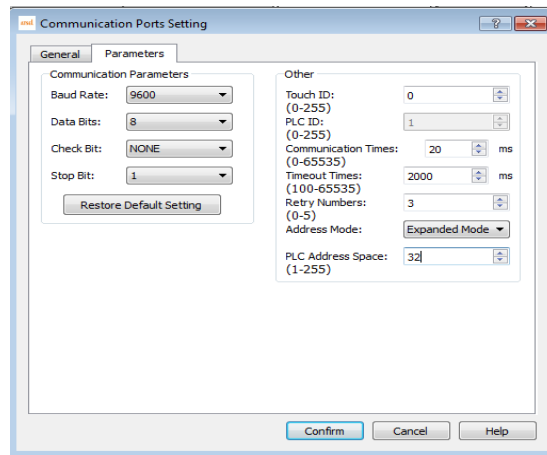 Communication Ports Setting
General Parameters
Communication Parameters
Baud Rate: 9600
Data Bits: 8
Check Bit: NONE
Stop Bit: 1
Restore Default Setting
Other
Touch ID: 0
(0-255)
PLC ID: 1
(0-255)
Communication Times: 20 ms
(0-65535)
Timeout Times: 2000 ms
(100-65535)
Retry Numbers: 3
(0-5)
Address Mode: Expanded Mode
PLC Address Space: 32
(1-255)
Confirm Cancel Help